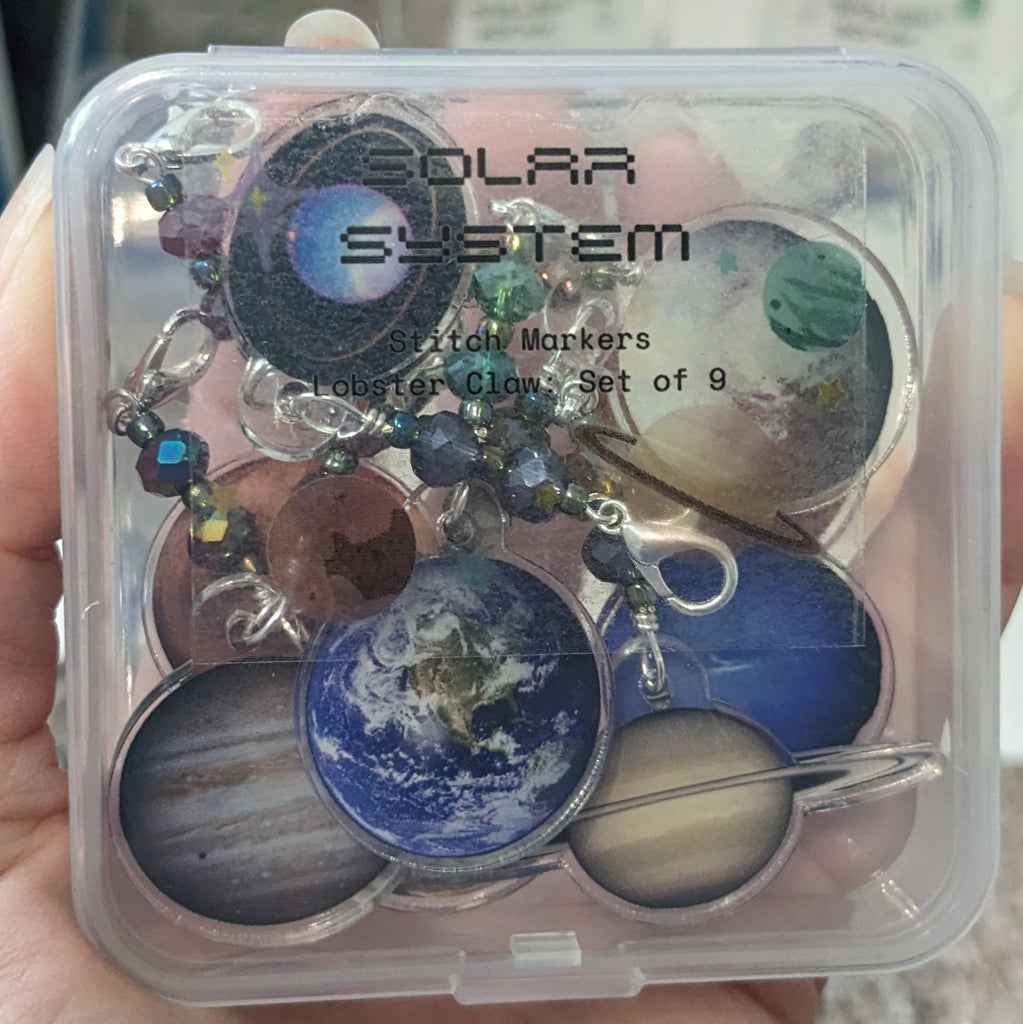 SOLAR
SYSTEM
Stitch Markers
Lobster Claw: Set of 9